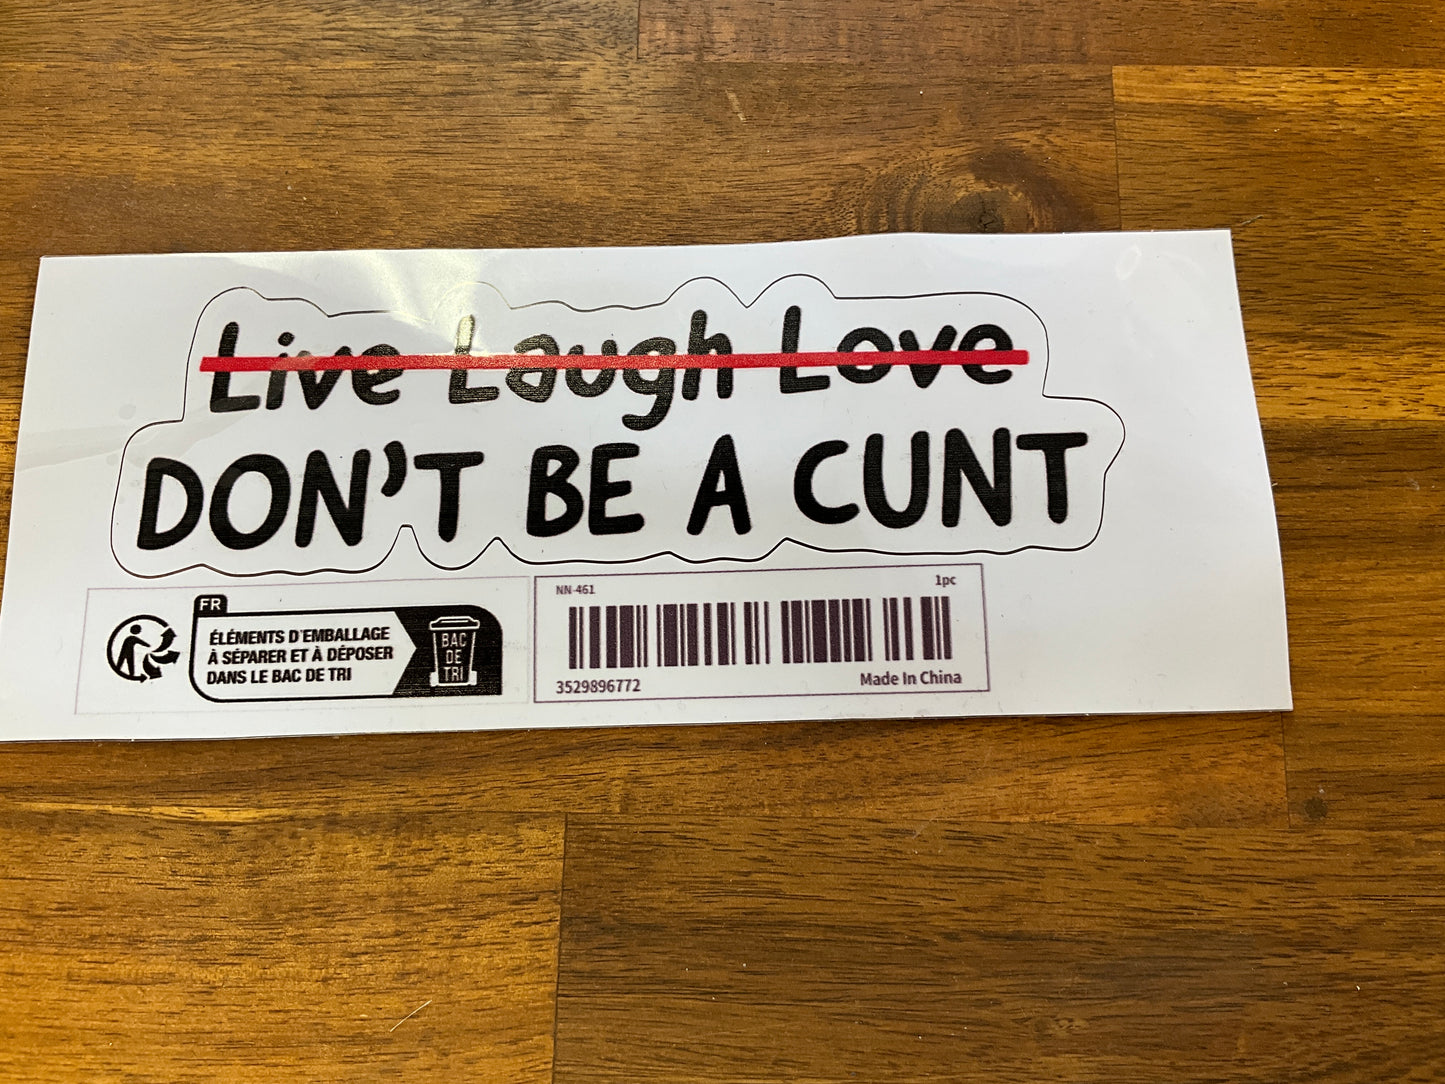 Live Laugh Love
DON'T BE A CUNT
FR
ÉLÉMENTS D'EMBALLAGE
À SÉPARER ET À DÉPOSER
DANS LE BAC DE TRI
BAC
DE
TRI
NN-461
1pc
3529896772
Made In China